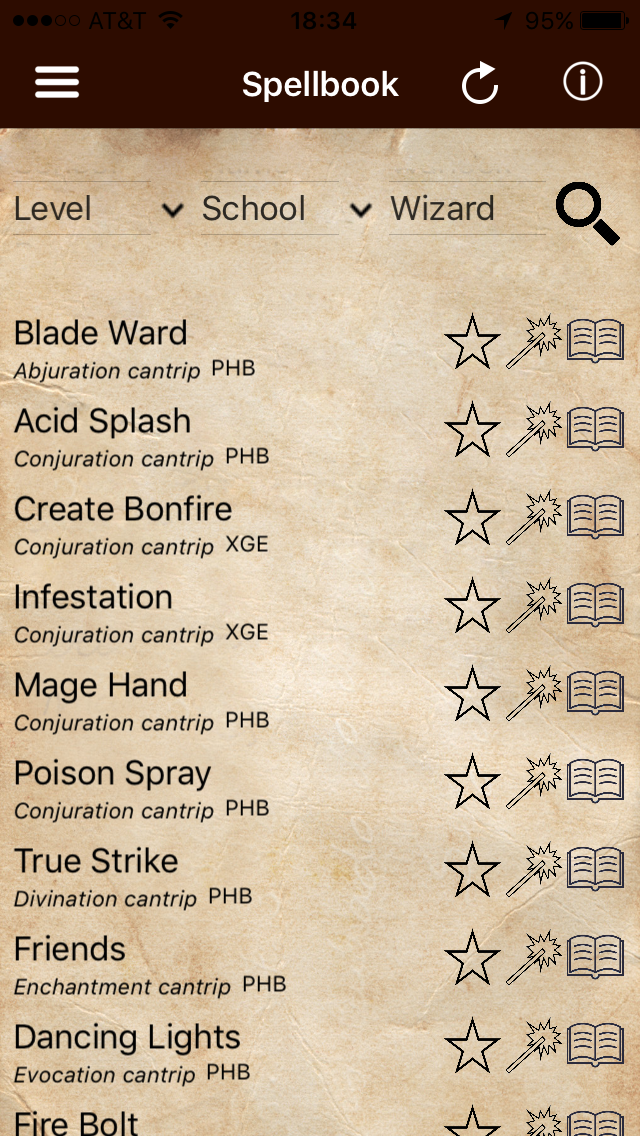 AT&T 18:34 95%
Spellbook
Level School Wizard
Blade Ward
Abjuration cantrip PHB
Acid Splash
Conjuration cantrip PHB
Create Bonfire
Conjuration cantrip XGE
Infestation
Conjuration cantrip XGE
Mage Hand
Conjuration cantrip PHB
Poison Spray
Conjuration cantrip PHB
True Strike
Divination cantrip PHB
Friends
Enchantment cantrip PHB
Dancing Lights
Evocation cantrip PHB
Fire Bolt